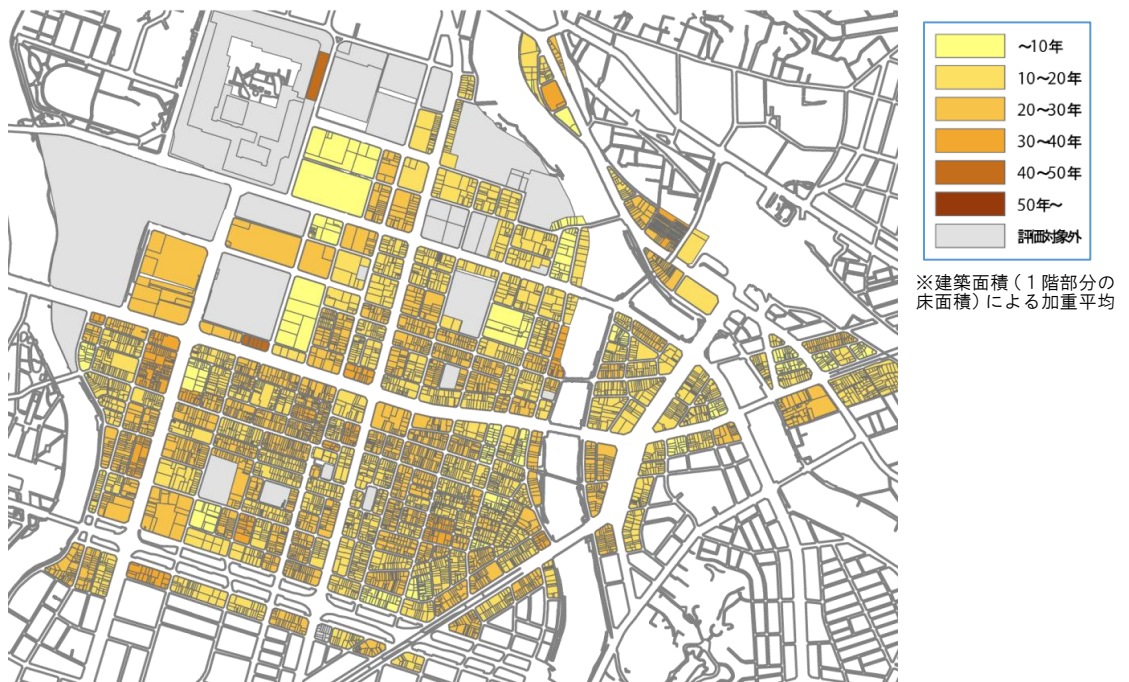 ～10年
10～20年
20～30年
30～40年
40～50年
50年～
評価対象外
※建築面積（１階部分の
床面積）による加重平均